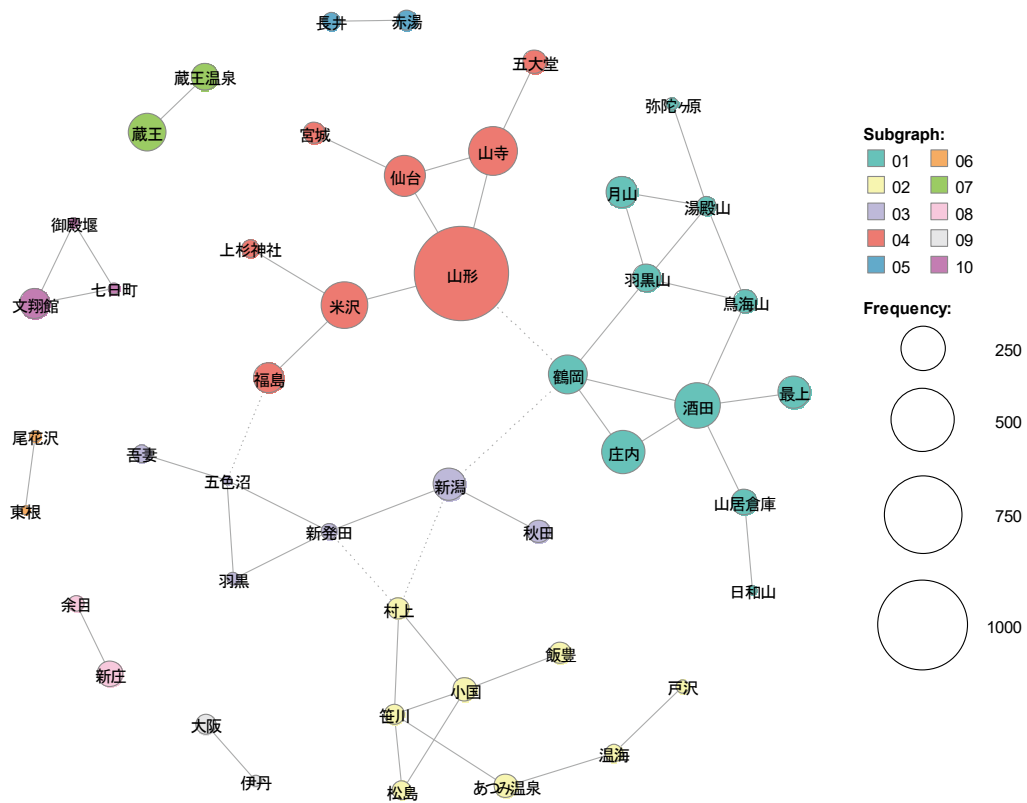 長井
赤湯
五大堂
蔵王温泉
蔵王
宮城
山寺
仙台
弥陀ヶ原
月山
湯殿山
御殿堰
七日町
文翔館
上杉神社
山形
米沢
羽黒山
鳥海山
福島
鶴岡
酒田
最上
庄内
尾花沢
東根
吾妻
五色沼
新潟
新発田
秋田
羽黒
山居倉庫
日和山
余目
新庄
村上
飯豊
小国
笹川
戸沢
大阪
伊丹
松島
あつみ温泉
温海
Subgraph:
01
06
02
07
03
08
04
09
05
10
Frequency:
250
500
750
1000